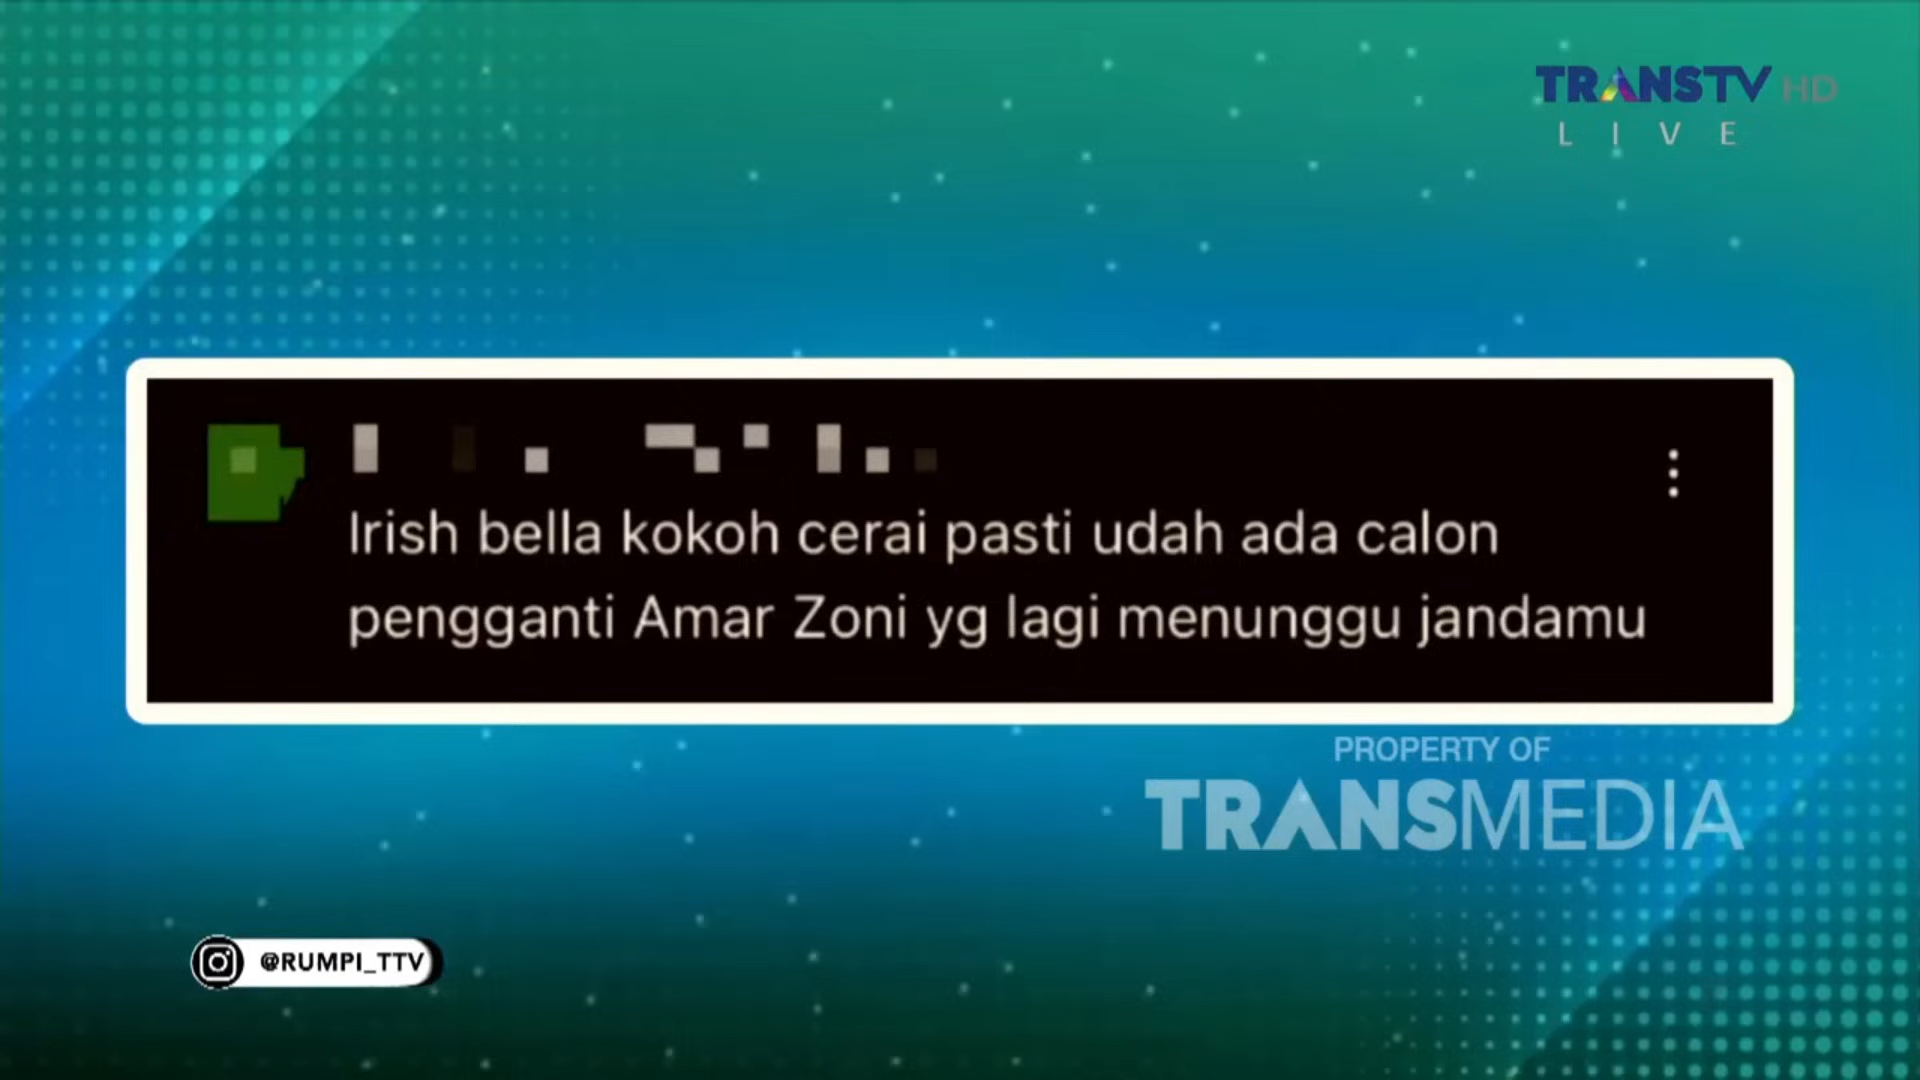 TRANSTV HD
LIVE
Irish bella kokoh cerai pasti udah ada calon
pengganti Amar Zoni yg lagi menunggu jandamu
PROPERTY OF
TRANSMEDIA
@RUMPI_TTV